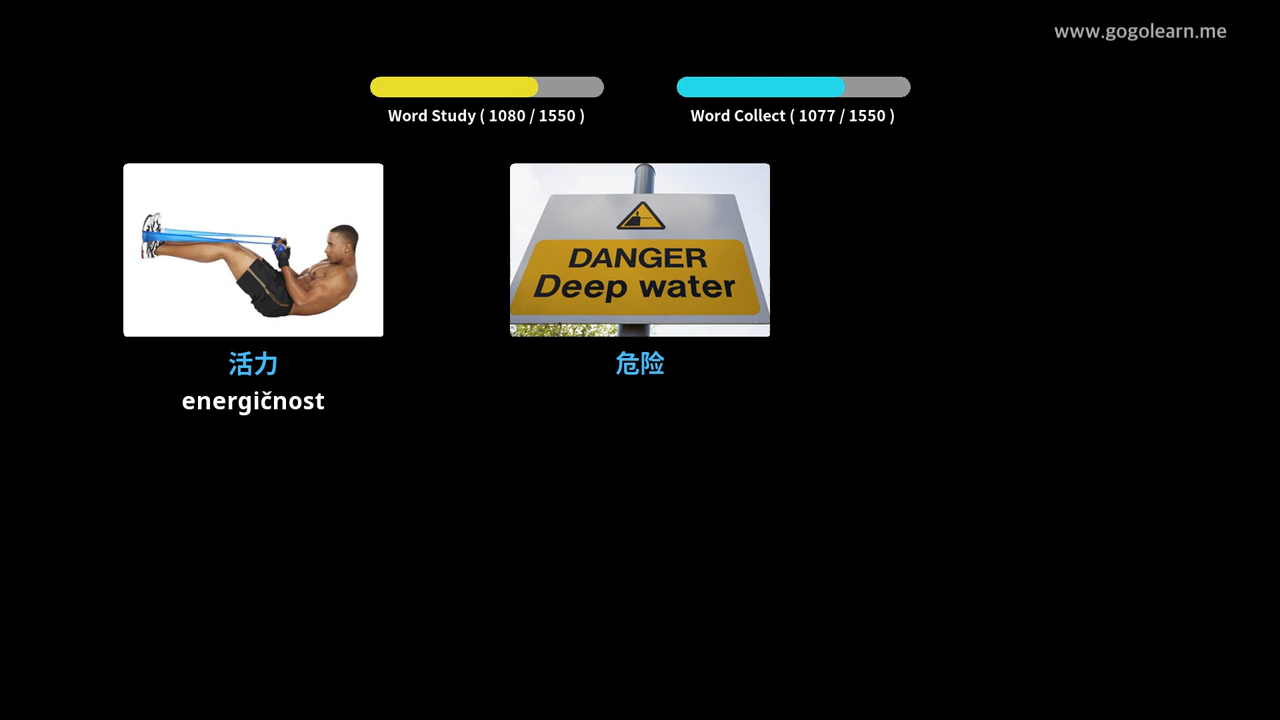 www.gogolearn.me
Word Study ( 1080 / 1550 )
Word Collect ( 1077 / 1550 )
DANGER
Deep water
活力
危险
energičnost